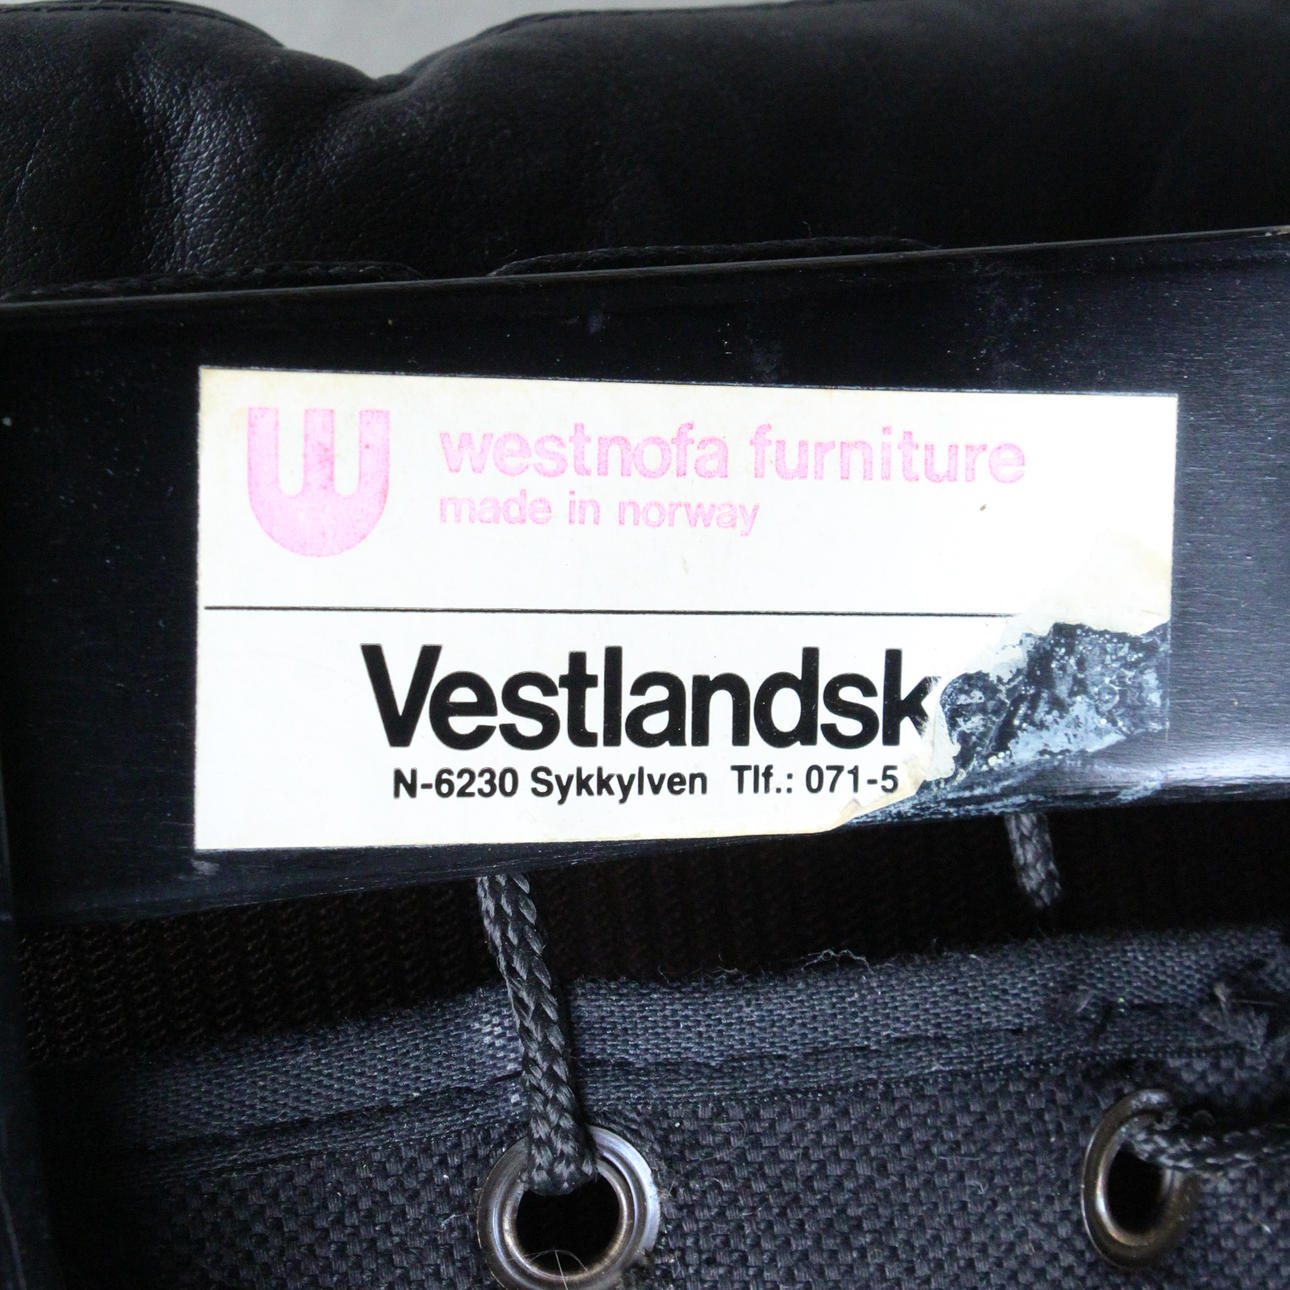 westnofa furniture
made in norway
Vestlandsk
N-6230 Sykkylven Tlf.: 071-5